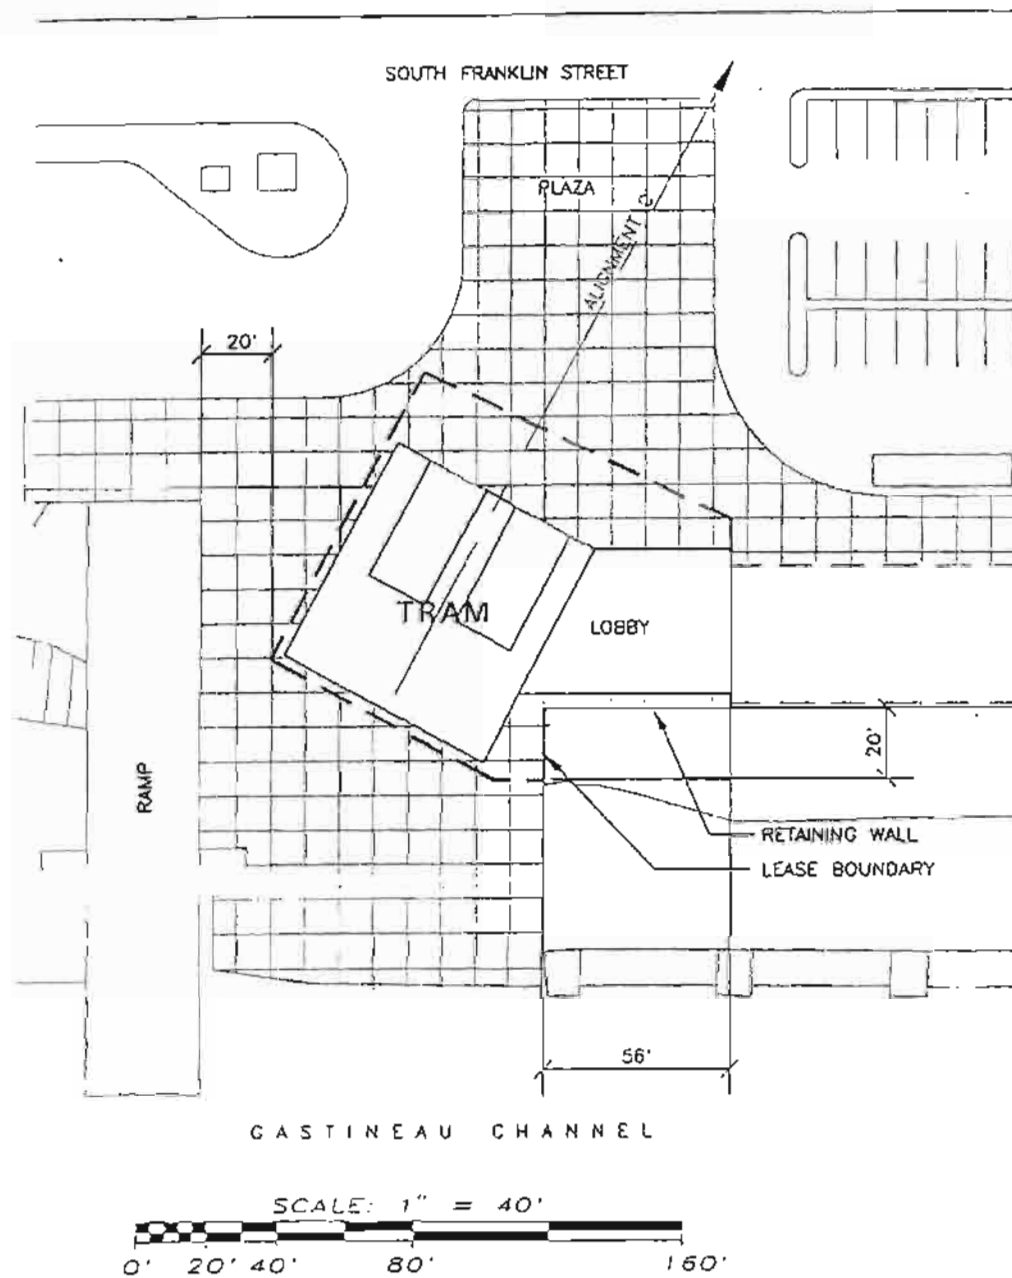 SOUTH FRANKLIN STREET
PLAZA
ALIGNMENT 2
20'
TRAM
LOBBY
20'
RAMP
RETAINING WALL
LEASE BOUNDARY
56'
GASTINEAU CHANNEL
SCALE: 1" = 40'
0' 20' 40' 80' 160'